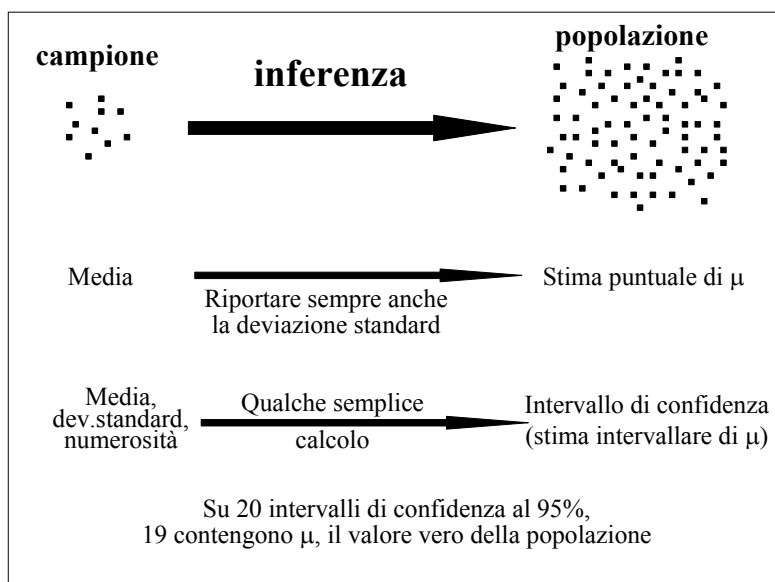 campione
inferenza
popolazione
Media
Riportare sempre anche
la deviazione standard
Stima puntuale di μ
Media,
dev.standard,
numerosità
Qualche semplice
calcolo
Intervallo di confidenza
(stima intervallare di μ)
Su 20 intervalli di confidenza al 95%,
19 contengono μ, il valore vero della popolazione